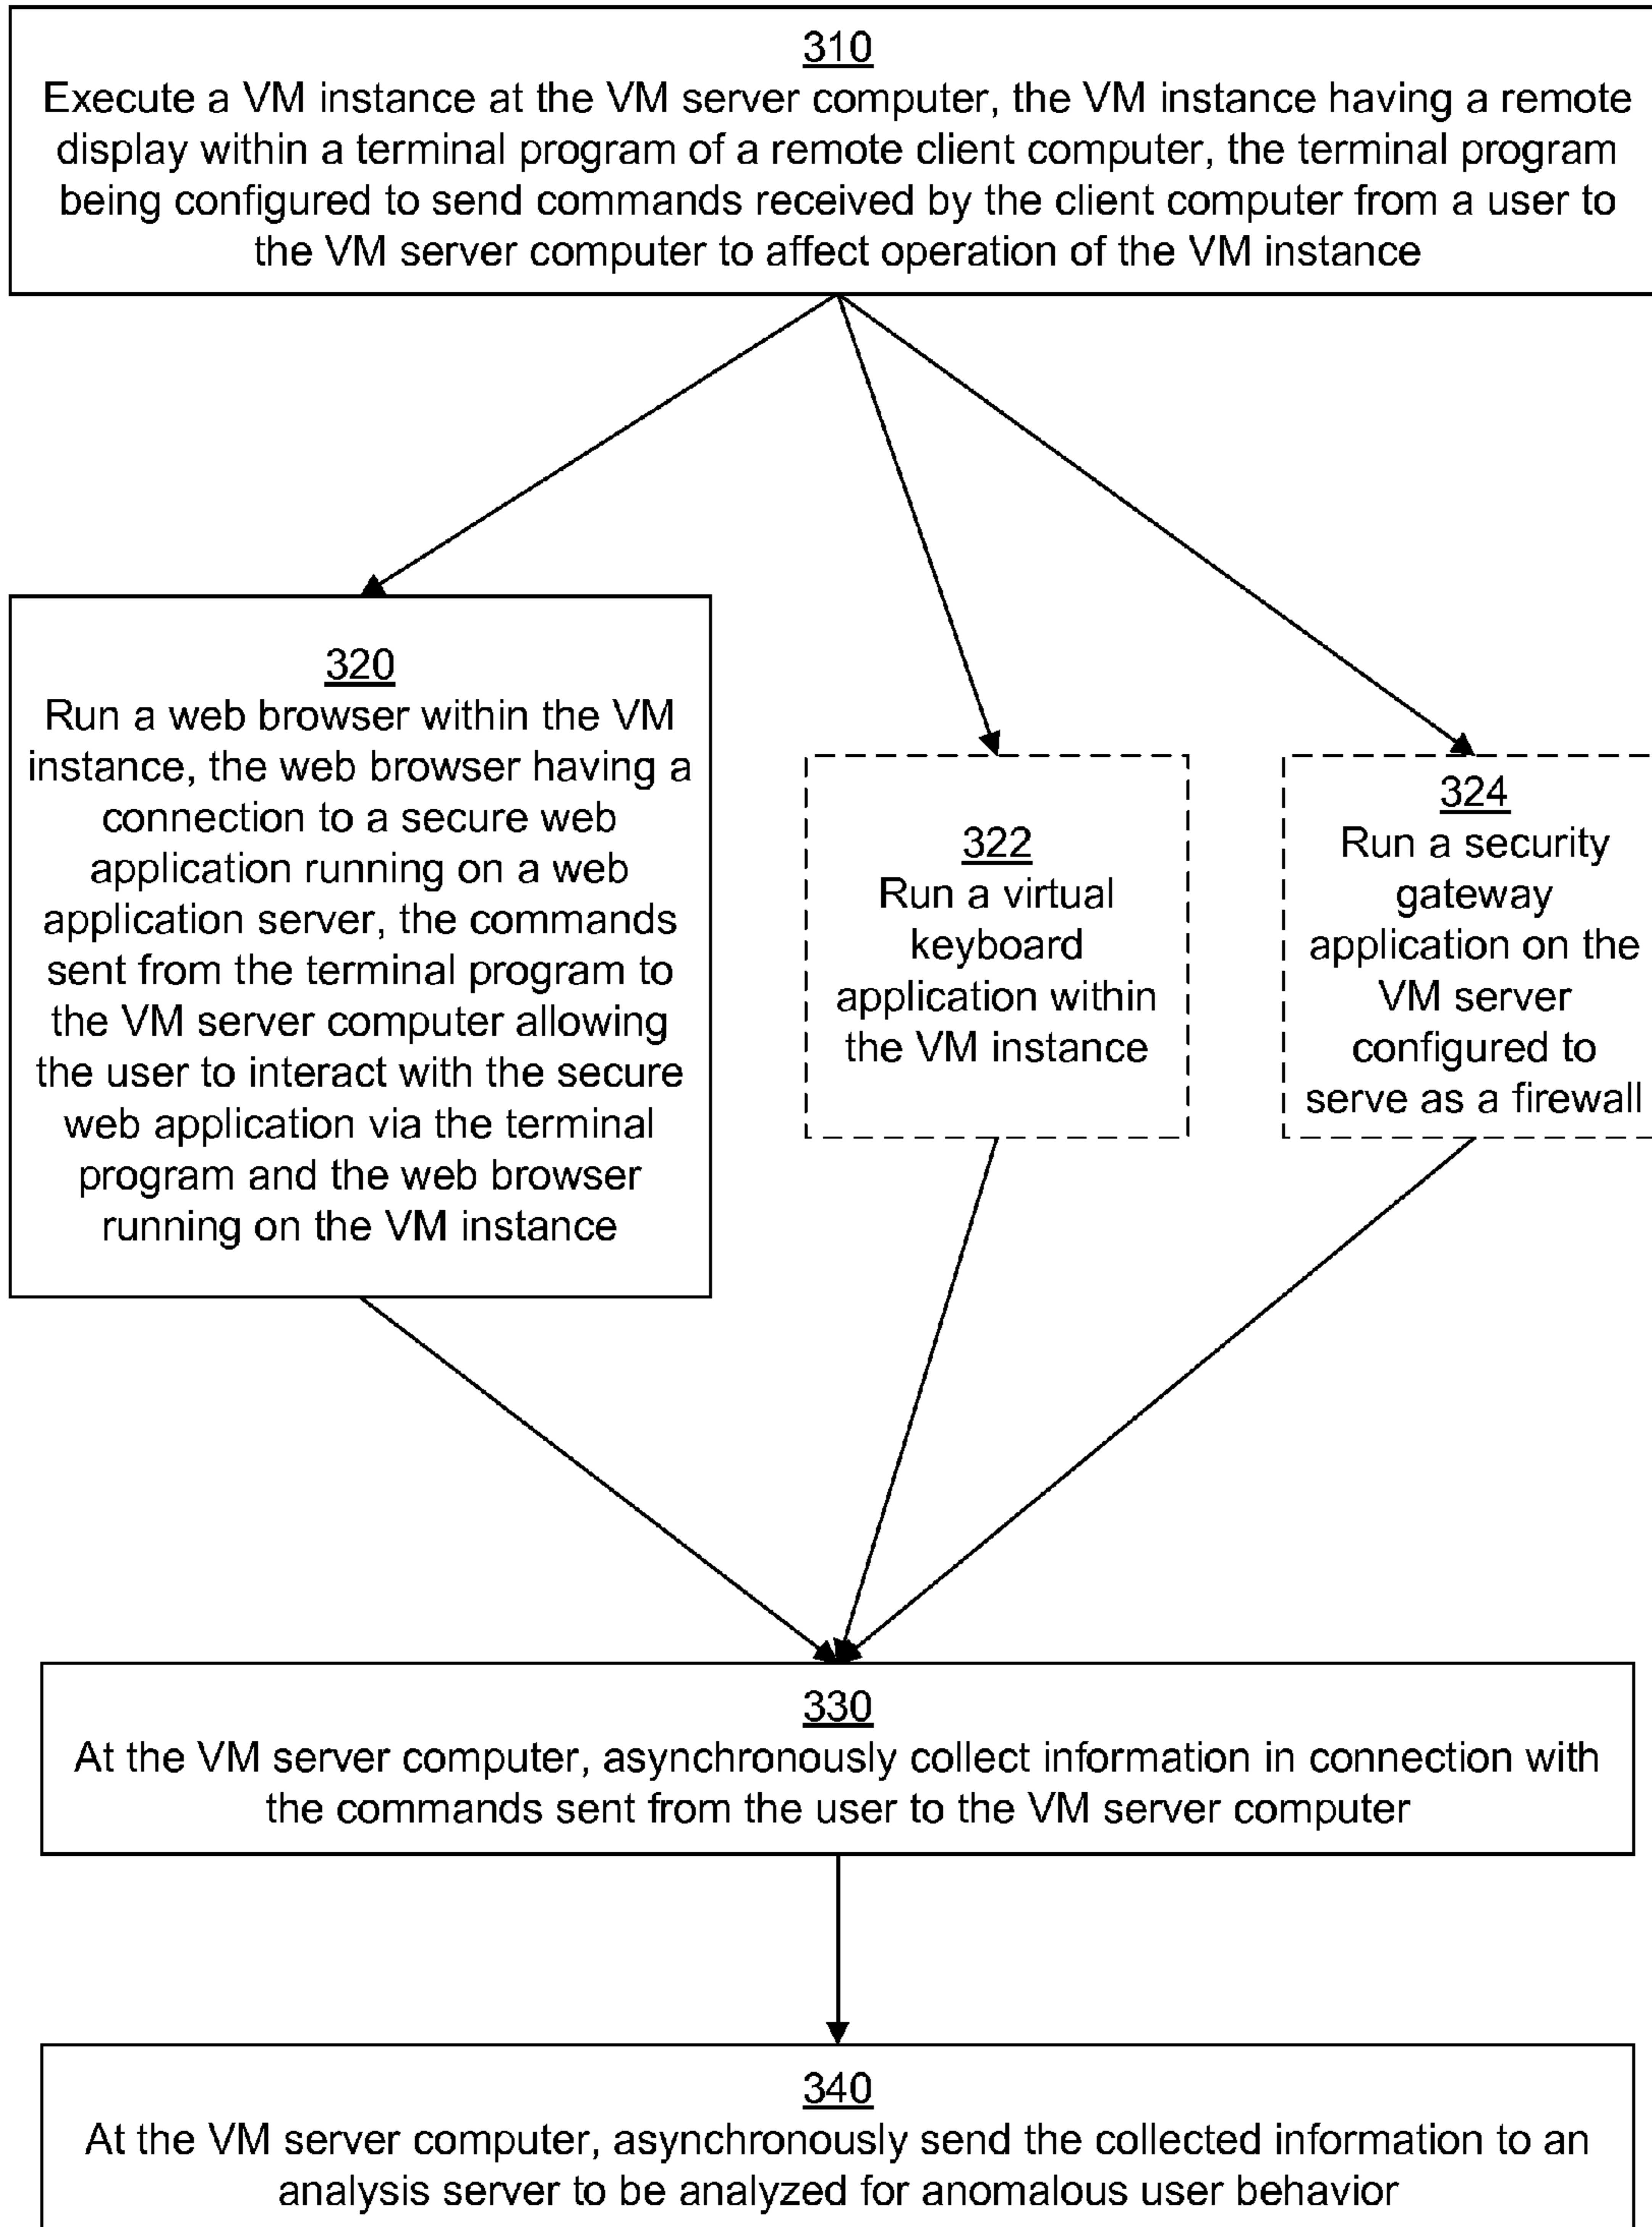 310
Execute a VM instance at the VM server computer, the VM instance having a remote
display within a terminal program of a remote client computer, the terminal program
being configured to send commands received by the client computer from a user to
the VM server computer to affect operation of the VM instance
320
Run a web browser within the VM
instance, the web browser having a
connection to a secure web
application running on a web
application server, the commands
sent from the terminal program to
the VM server computer allowing
the user to interact with the secure
web application via the terminal
program and the web browser
running on the VM instance
322
Run a virtual
keyboard
application within
the VM instance
324
Run a security
gateway
application on the
VM server
configured to
serve as a firewall
330
At the VM server computer, asynchronously collect information in connection with
the commands sent from the user to the VM server computer
340
At the VM server computer, asynchronously send the collected information to an
analysis server to be analyzed for anomalous user behavior